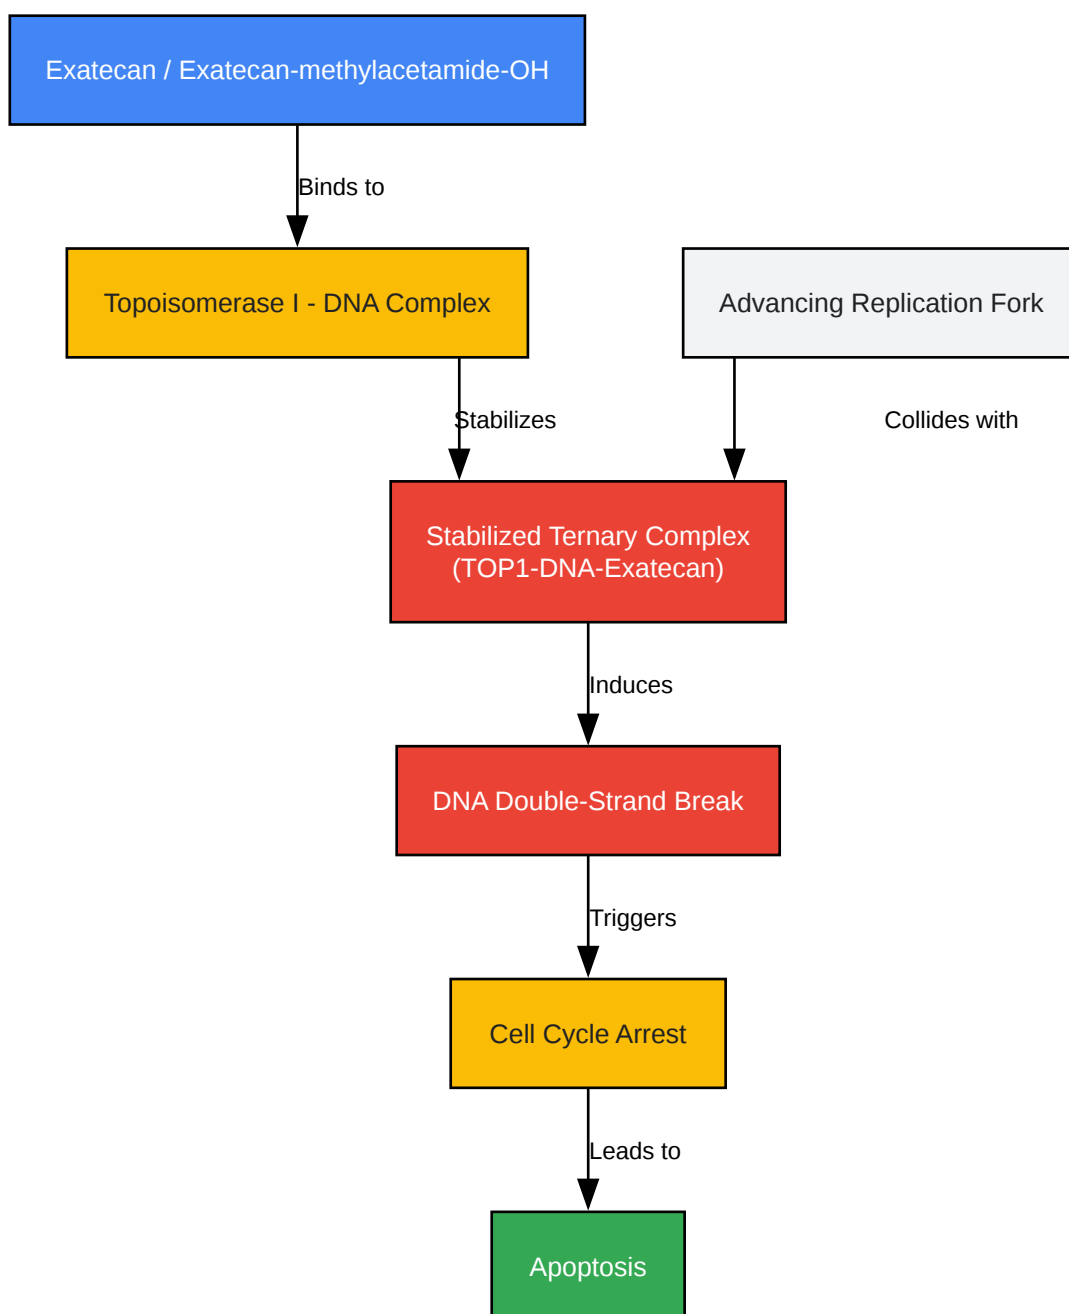 Exatecan / Exatecan-methylacetamide-OH
Binds to
Topoisomerase I - DNA Complex
Advancing Replication Fork
Stabilizes
Collides with
Stabilized Ternary Complex
(TOP1-DNA-Exatecan)
Induces
DNA Double-Strand Break
Triggers
Cell Cycle Arrest
Leads to
Apoptosis